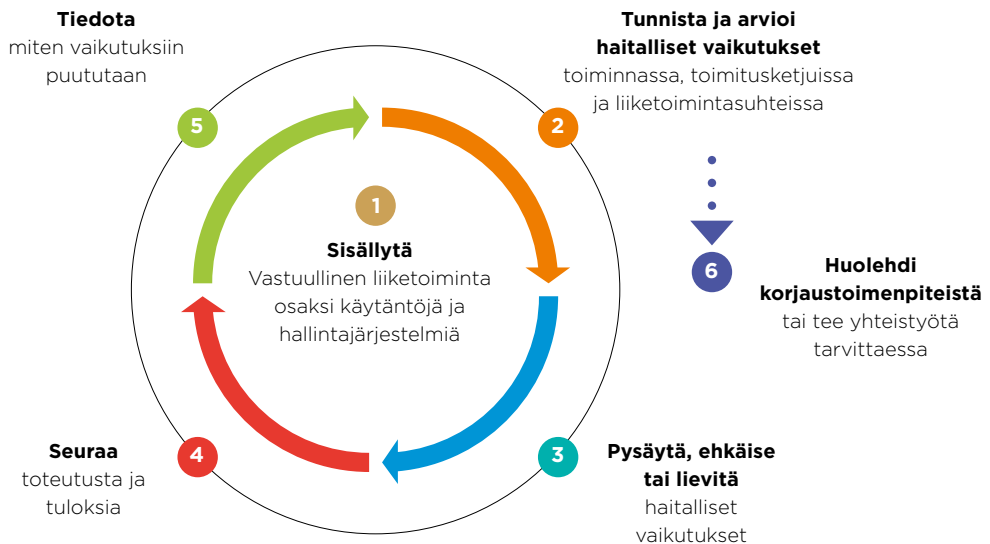 1
Sisällytä
Vastuullinen liiketoiminta
osaksi käytäntöjä ja
hallintajärjestelmiä
2
Tunnista ja arvioi
haitalliset vaikutukset
toiminnassa, toimitusketjuissa
ja liiketoimintasuhteissa
3
Pysäytä, ehkäise
tai lievitä
haitalliset
vaikutukset
4
Seuraa
toteutusta ja
tuloksia
5
Tiedota
miten vaikutuksiin
puututaan
6
Huolehdi
korjaustoimenpiteistä
tai tee yhteistyötä
tarvittaessa